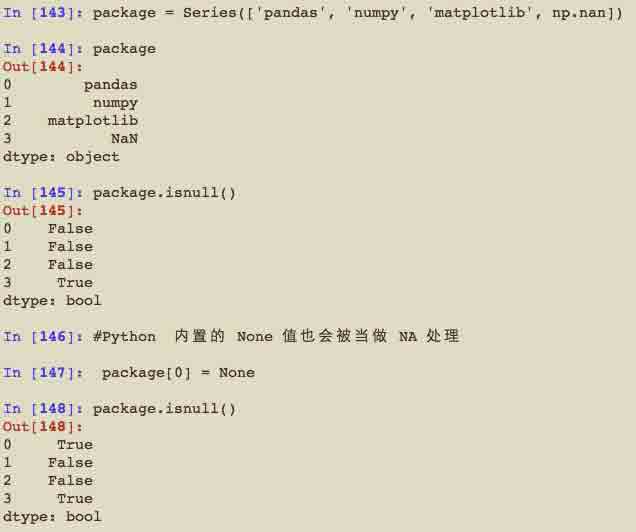 In [143]: package = Series(['pandas', 'numpy', 'matplotlib', np.nan])
In [144]: package
Out[144]:
0        pandas
1         numpy
2    matplotlib
3           NaN
dtype: object
In [145]: package.isnull()
Out[145]:
0    False
1    False
2    False
3     True
dtype: bool
In [146]: #Python  内置的 None 值也会被当做 NA 处理
In [147]:  package[0] = None
In [148]: package.isnull()
Out[148]:
0     True
1    False
2    False
3     True
dtype: bool